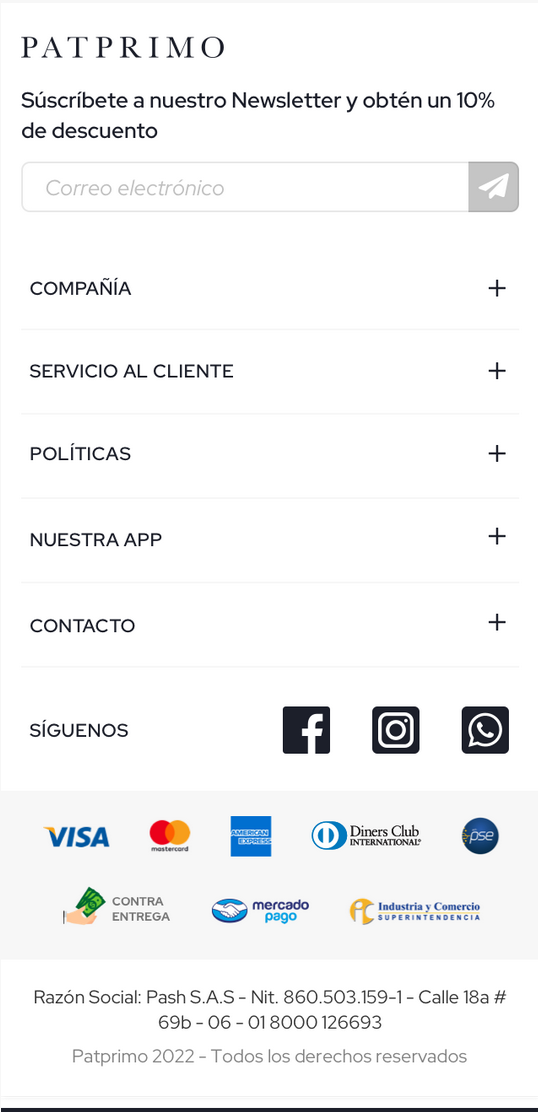 PATPRIMO
Súscríbete a nuestro Newsletter y obtén un 10%
de descuento
Correo electrónico
COMPAÑÍA
SERVICIO AL CLIENTE
POLÍTICAS
NUESTRA APP
CONTACTO
SÍGUENOS
VISA
mastercard
AMERICAN
EXPRESS
Diners Club
INTERNATIONAL®
pse
CONTRA
ENTREGA
mercado
pago
Industria y Comercio
SUPERINTENDENCIA
Razón Social: Pash S.A.S - Nit. 860.503.159-1 - Calle 18a #
69b - 06 - 01 8000 126693
Patprimo 2022 - Todos los derechos reservados